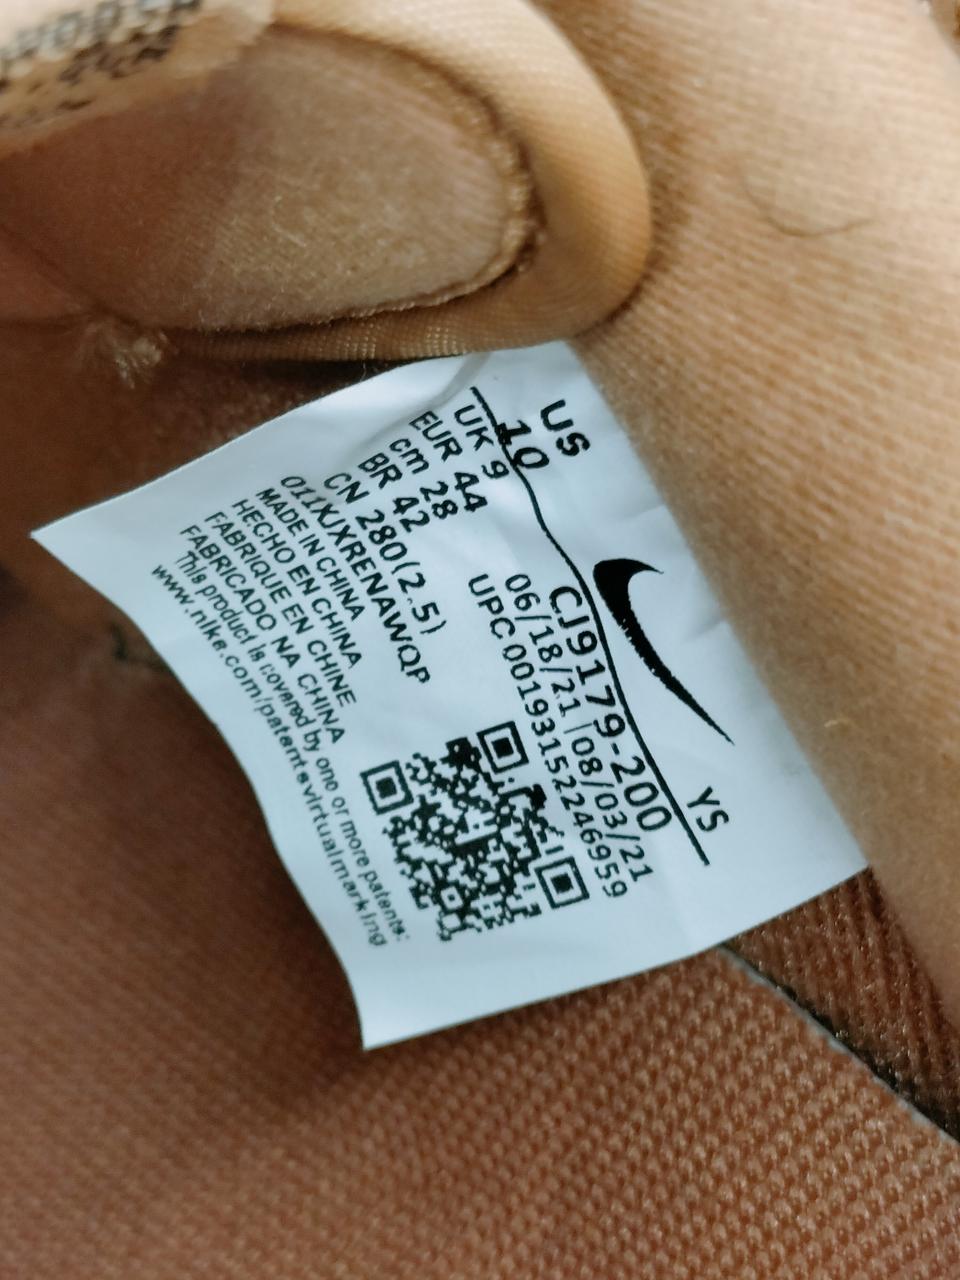 US
10
UK 9
EUR 44
cm 28
BR 42
CN 280(2.5)
011KJXRENAWQP
MADE IN CHINA
HECHO EN CHINA
FABRIQUE EN CHINE
FABRICADO NA CHINA
This product is covered by one or more patents:
www.nike.com/patentsvirtualmarking
YS
CJ9179-200
06/18/21 | 08/03/21
UPC 00193152246959